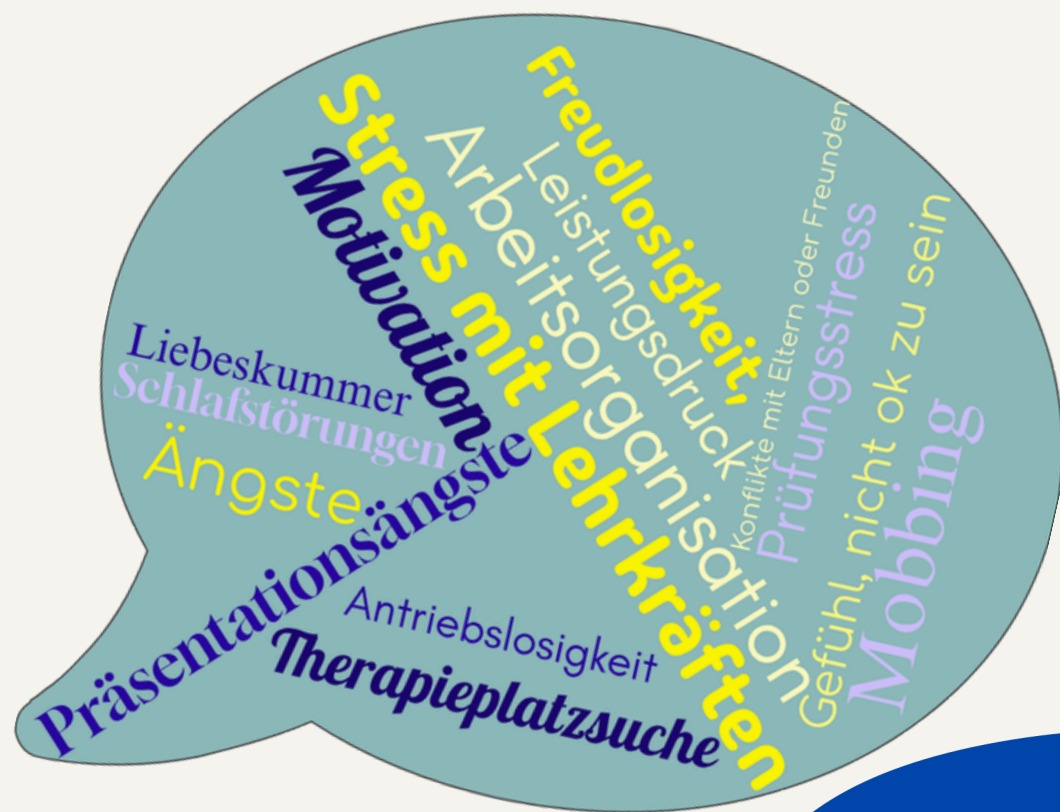 Stress mit Lehrkräften
Freudlosigkeit,
Arbeitsorganisation
Leistungsdruck
Motivation
Konflikte mit Eltern oder Freunden
Prüfungsstress
Gefühl, nicht ok zu sein
Mobbing
Liebeskummer
Schlafstörungen
Ängste
Präsentationsängste
Antriebslosigkeit
Therapieplatzsuche